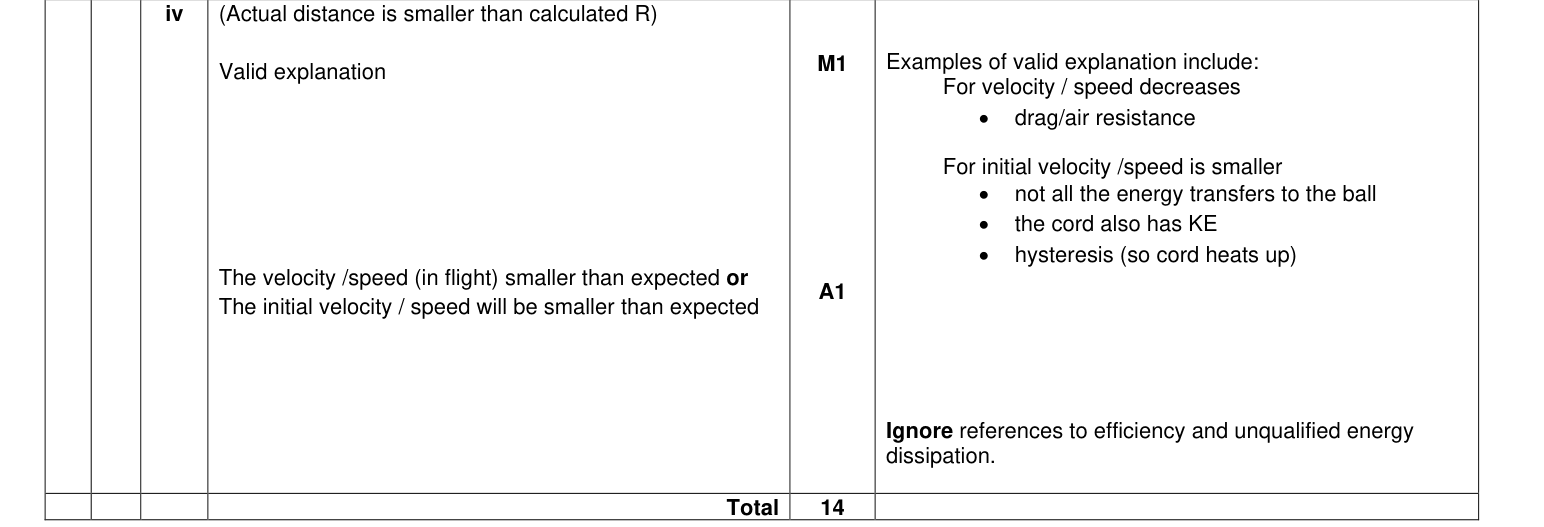 iv
(Actual distance is smaller than calculated R)
Valid explanation
M1
Examples of valid explanation include:
For velocity / speed decreases
• drag/air resistance
For initial velocity /speed is smaller
• not all the energy transfers to the ball
• the cord also has KE
• hysteresis (so cord heats up)
The velocity /speed (in flight) smaller than expected or
The initial velocity / speed will be smaller than expected
A1
Ignore references to efficiency and unqualified energy
dissipation.
Total
14